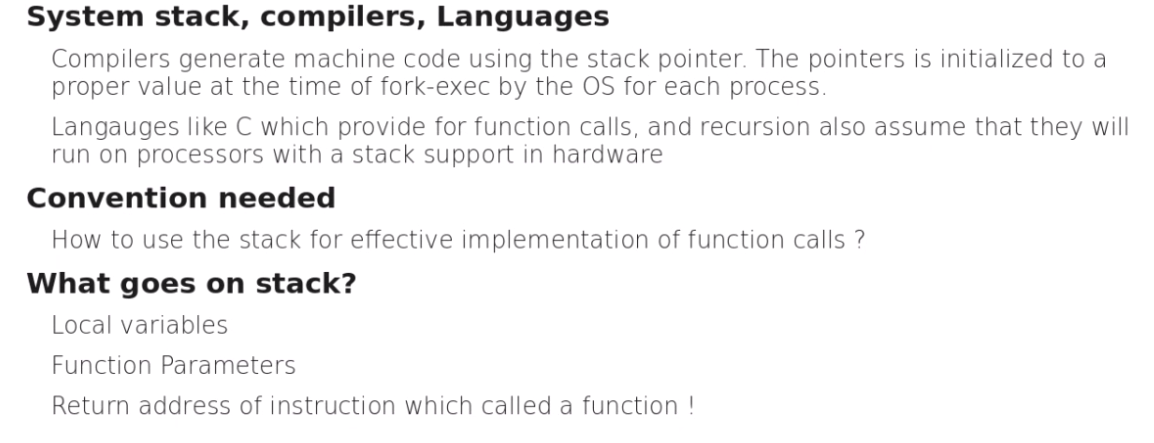 System stack, compilers, Languages
Compilers generate machine code using the stack pointer. The pointers is initialized to a
proper value at the time of fork-exec by the OS for each process.
Langauges like C which provide for function calls, and recursion also assume that they will
run on processors with a stack support in hardware
Convention needed
How to use the stack for effective implementation of function calls ?
What goes on stack?
Local variables
Function Parameters
Return address of instruction which called a function !